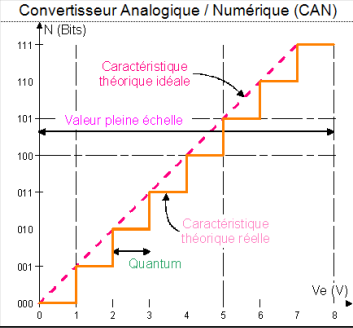 Convertisseur Analogique / Numérique (CAN)
N (Bits)
111
Caractéristique
théorique idéale
110
101
Valeur pleine échelle
100
011
Caractéristique
théorique réelle
010
Quantum
001
Ve (V)
000
0 1 2 3 4 5 6 7 8